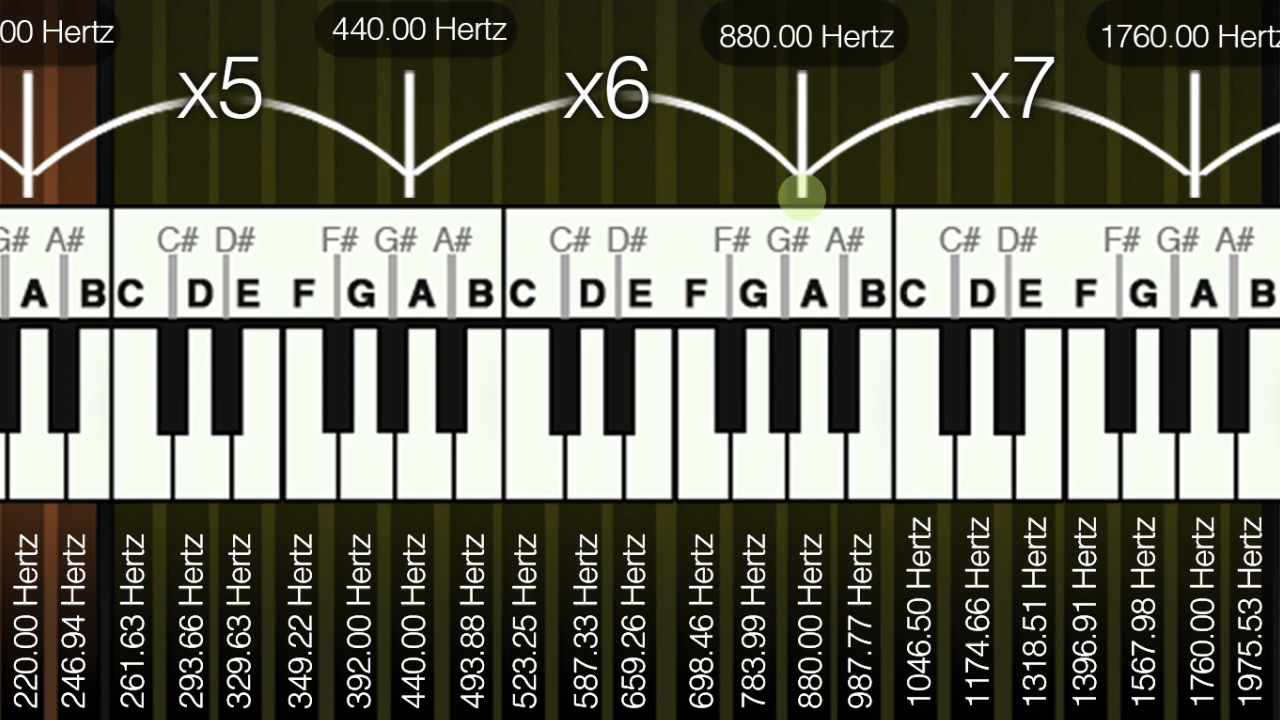 00 Hertz 440.00 Hertz 880.00 Hertz 1760.00 Hertz
x5 x6 x7
G# A# C# D# F# G# A# C# D# F# G# A# C# D# F# G# A#
A B C D E F G A B C D E F G A B C D E F G A B
220.00 Hertz
246.94 Hertz
261.63 Hertz
293.66 Hertz
329.63 Hertz
349.22 Hertz
392.00 Hertz
440.00 Hertz
493.88 Hertz
523.25 Hertz
587.33 Hertz
659.26 Hertz
698.46 Hertz
783.99 Hertz
880.00 Hertz
987.77 Hertz
1046.50 Hertz
1174.66 Hertz
1318.51 Hertz
1396.91 Hertz
1567.98 Hertz
1760.00 Hertz
1975.53 Hertz